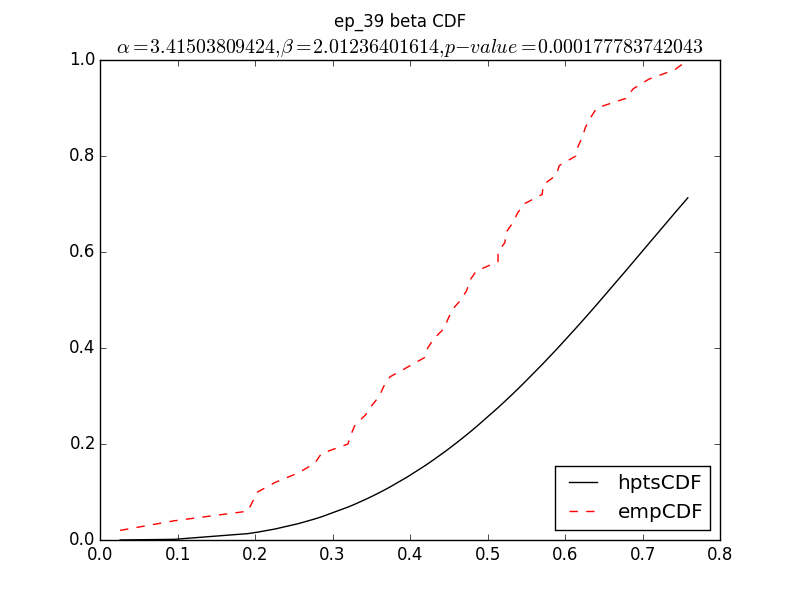 ep_39 beta CDF
α=3.41503809424,β=2.01236401614,p−value=0.000177783742043
1.0
0.8
0.6
0.4
0.2
0.0
0.0 0.1 0.2 0.3 0.4 0.5 0.6 0.7 0.8
hptsCDF
empCDF